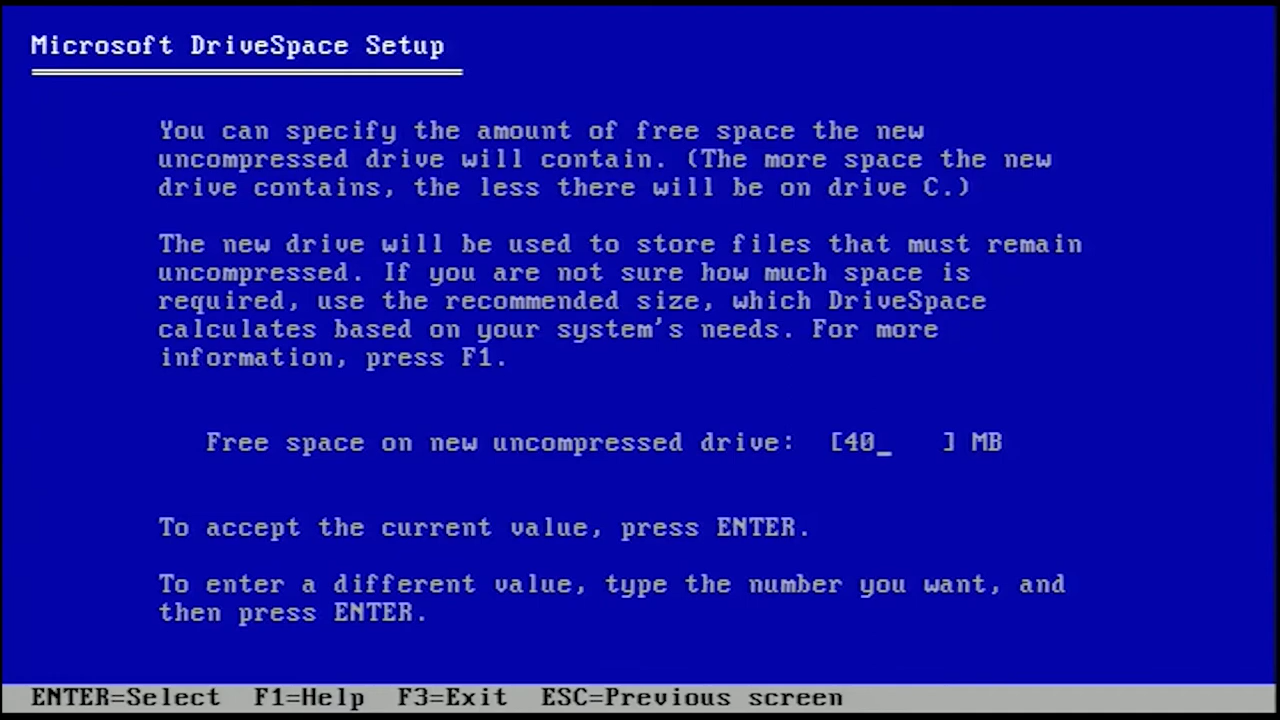 Microsoft DriveSpace Setup
You can specify the amount of free space the new
uncompressed drive will contain. (The more space the new
drive contains, the less there will be on drive C.)
The new drive will be used to store files that must remain
uncompressed. If you are not sure how much space is
required, use the recommended size, which DriveSpace
calculates based on your system's needs. For more
information, press F1.
Free space on new uncompressed drive: [40_ ] MB
To accept the current value, press ENTER.
To enter a different value, type the number you want, and
then press ENTER.
ENTER=Select F1=Help F3=Exit ESC=Previous screen